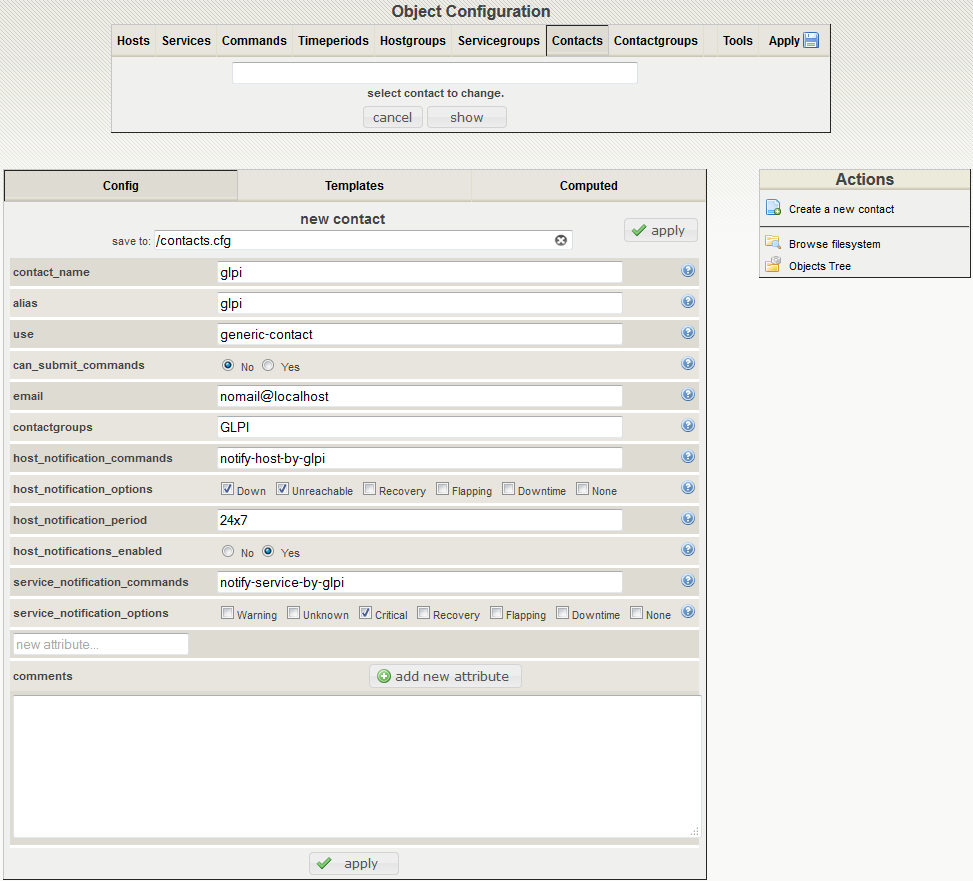 Object Configuration
Hosts Services Commands Timeperiods Hostgroups Servicegroups Contacts Contactgroups Tools Apply
select contact to change.
cancel show
Config Templates Computed
new contact
save to: /contacts.cfg
apply
contact_name glpi
alias glpi
use generic-contact
can_submit_commands No Yes
email nomail@localhost
contactgroups GLPI
host_notification_commands notify-host-by-glpi
host_notification_options Down Unreachable Recovery Flapping Downtime None
host_notification_period 24x7
host_notifications_enabled No Yes
service_notification_commands notify-service-by-glpi
service_notification_options Warning Unknown Critical Recovery Flapping Downtime None
new attribute...
comments add new attribute
apply
Actions
Create a new contact
Browse filesystem
Objects Tree